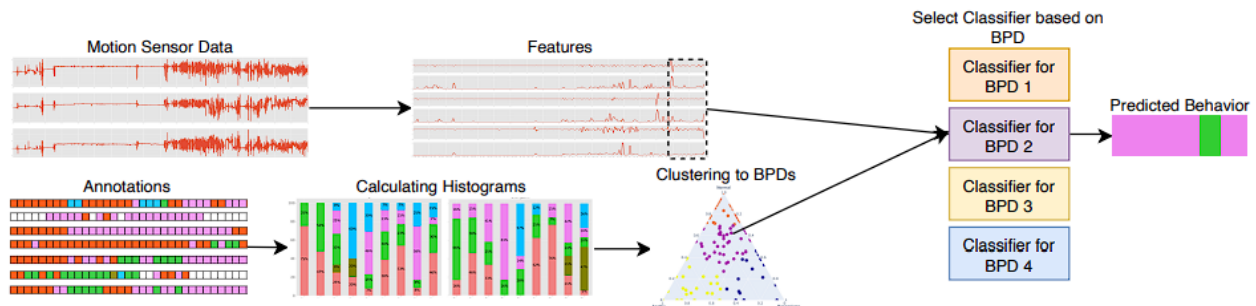 Motion Sensor Data
Features
Select Classifier based on
BPD
Classifier for
BPD 1
Classifier for
BPD 2
Predicted Behavior
Classifier for
BPD 3
Classifier for
BPD 4
Annotations
Calculating Histograms
Clustering to BPDs